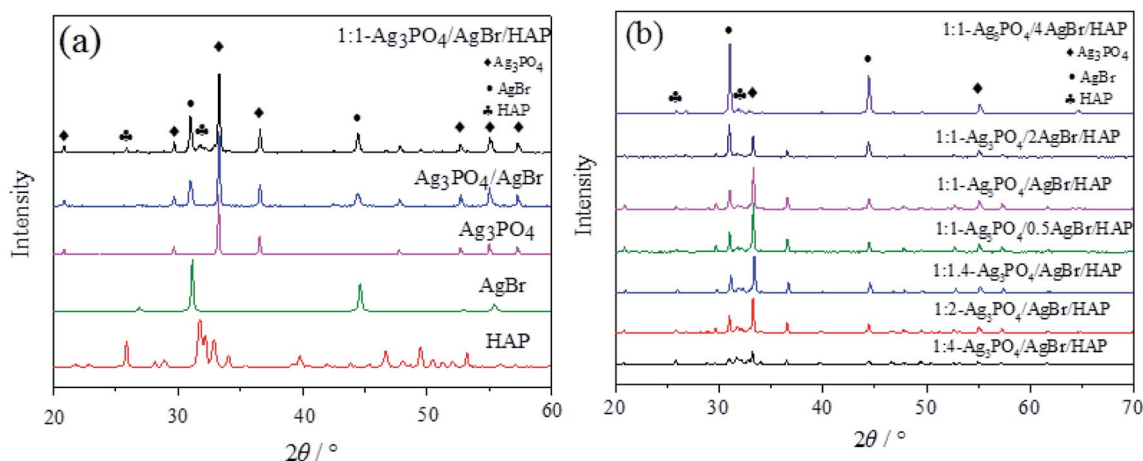 (a)
1:1-Ag₃PO₄/AgBr/HAP
♦Ag₃PO₄
• AgBr
♣ HAP
Ag₃PO₄/AgBr
Ag₃PO₄
AgBr
HAP
Intensity
20 30 40 50 60
2θ / °
(b)
1:1-Ag₃PO₄/4AgBr/HAP
♦ Ag₃PO₄
• AgBr
♣ HAP
1:1-Ag₃PO₄/2AgBr/HAP
1:1-Ag₃PO₄/AgBr/HAP
1:1-Ag₃PO₄/0.5AgBr/HAP
1:1.4-Ag₃PO₄/AgBr/HAP
1:2-Ag₃PO₄/AgBr/HAP
1:4-Ag₃PO₄/AgBr/HAP
Intensity
20 30 40 50 60 70
2θ / °